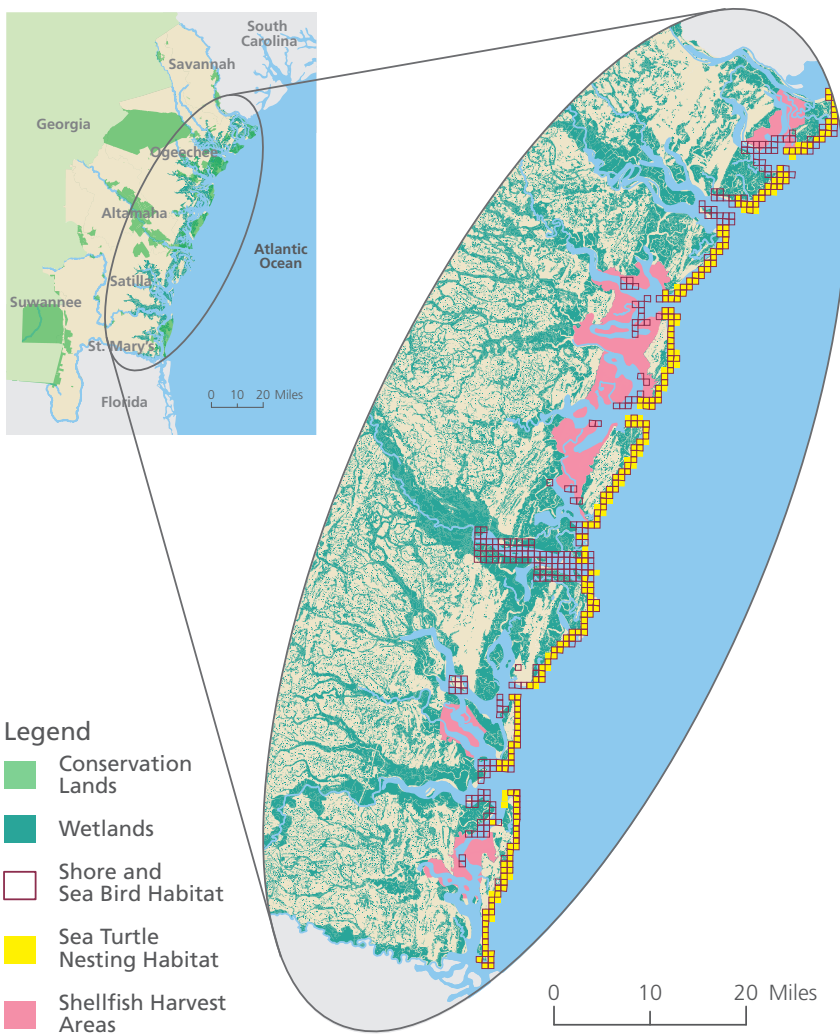 South
Carolina
Savannah
Georgia
Ogeechee
Altamaha
Atlantic
Ocean
Satilla
Suwannee
St. Mary's
Florida
0 10 20 Miles
Legend
Conservation
Lands
Wetlands
Shore and
Sea Bird Habitat
Sea Turtle
Nesting Habitat
Shellfish Harvest
Areas
0 10 20 Miles